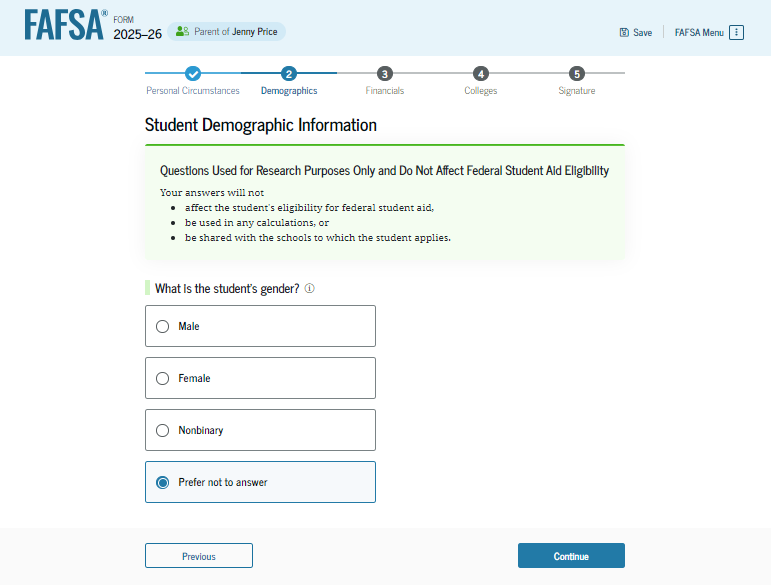 FAFSA®
FORM
2025–26
Parent of Jenny Price
Save
FAFSA Menu
2
3
4
5
Personal Circumstances
Demographics
Financials
Colleges
Signature
Student Demographic Information
Questions Used for Research Purposes Only and Do Not Affect Federal Student Aid Eligibility
Your answers will not
• affect the student's eligibility for federal student aid,
• be used in any calculations, or
• be shared with the schools to which the student applies.
What is the student's gender?
Male
Female
Nonbinary
Prefer not to answer
Previous
Continue